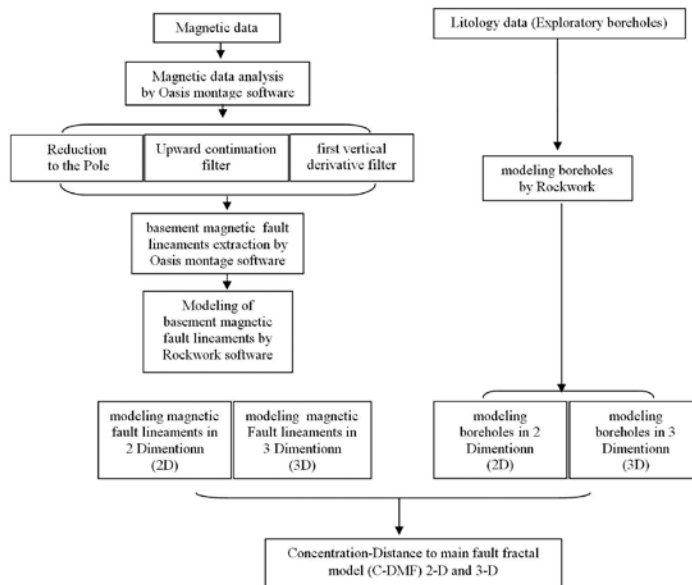 Magnetic data
Litology data (Exploratory boreholes)
Magnetic data analysis
by Oasis montage software
Reduction
to the Pole
Upward continuation
filter
first vertical
derivative filter
modeling boreholes
by Rockwork
basement magnetic fault
lineaments extraction by
Oasis montage software
Modeling of
basement magnetic
fault lineaments by
Rockwork software
modeling magnetic
fault lineaments in
2 Dimentionn
(2D)
modeling magnetic
Fault lineaments in
3 Dimentionn
(3D)
modeling
boreholes in 2
Dimentionn
(2D)
modeling
boreholes in 3
Dimentionn
(3D)
Concentration-Distance to main fault fractal
model (C-DMF) 2-D and 3-D